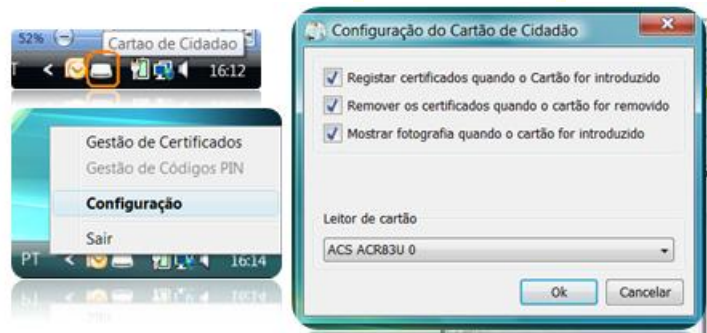 52%
Cartao de Cidadao
16:12
Gestão de Certificados
Gestão de Códigos PIN
Configuração
Sair
PT
16:14
Configuração do Cartão de Cidadão
Registar certificados quando o Cartão for introduzido
Remover os certificados quando o cartão for removido
Mostrar fotografia quando o cartão for introduzido
Leitor de cartão
ACS ACR83U 0
Ok
Cancelar